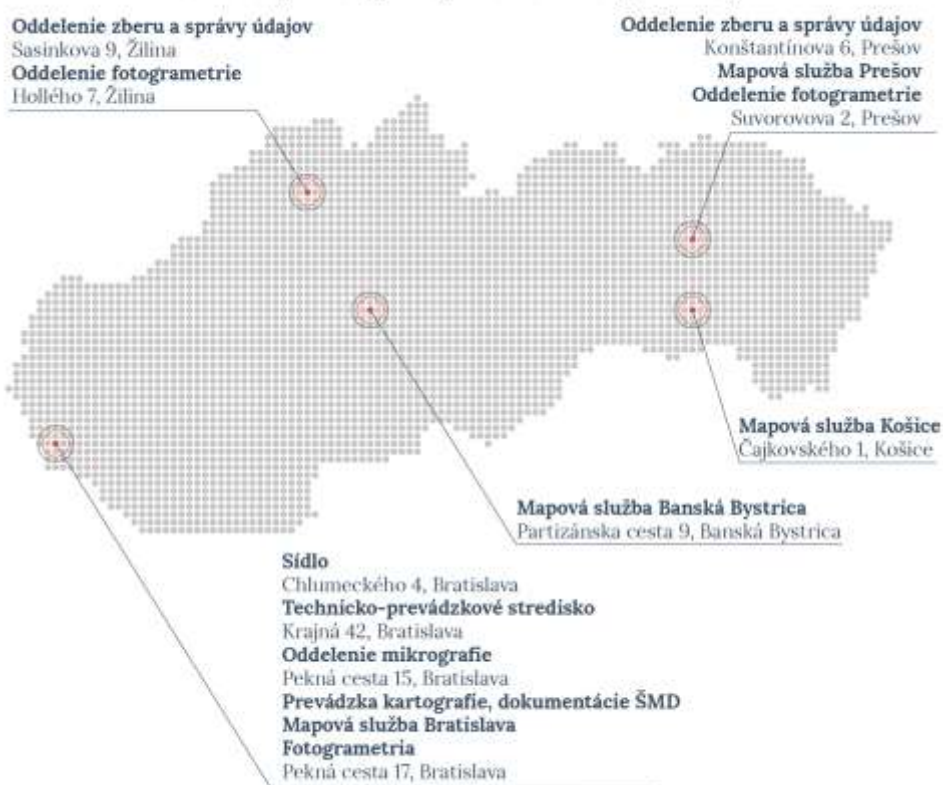 Oddelenie zberu a správy údajov
Sasinkova 9, Žilina
Oddelenie fotogrametrie
Hollého 7, Žilina
Oddelenie zberu a správy údajov
Konštantínova 6, Prešov
Mapová služba Prešov
Oddelenie fotogrametrie
Suvorovova 2, Prešov
Mapová služba Košice
Čajkovského 1, Košice
Mapová služba Banská Bystrica
Partizánska cesta 9, Banská Bystrica
Sídlo
Chlumeckého 4, Bratislava
Technicko-prevádzkové stredisko
Krajná 42, Bratislava
Oddelenie mikrografie
Pekná cesta 15, Bratislava
Prevádzka kartografie, dokumentácie ŠMD
Mapová služba Bratislava
Fotogrametria
Pekná cesta 17, Bratislava